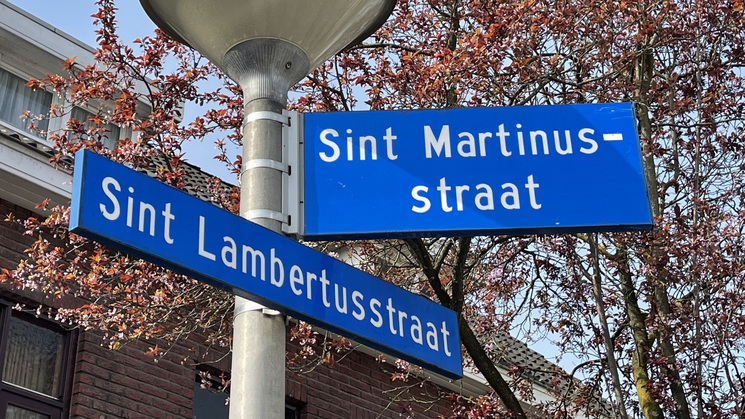 Sint Martinus-
straat
Sint Lambertusstraat